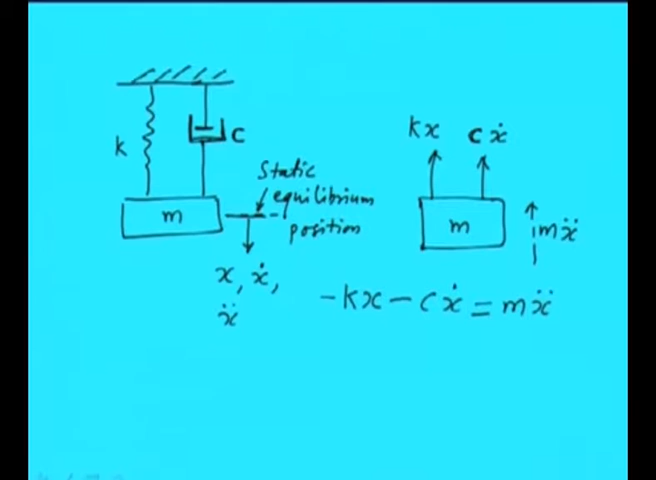 k
C
m
Static
equilibrium
position
x, ẋ,
ẍ
kx cẋ
m
mẍ
-kx - cẋ = mẍ